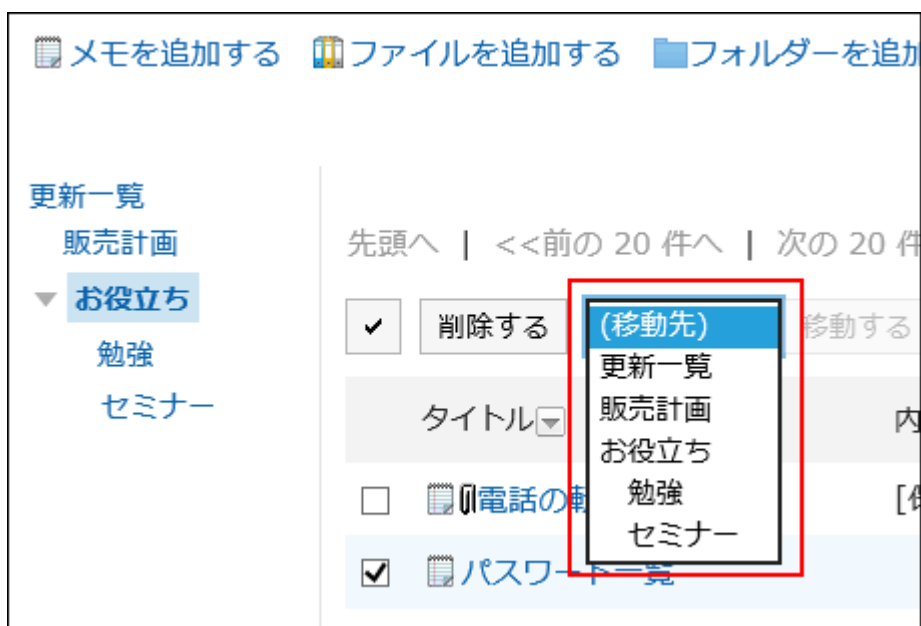 メモを追加する ファイルを追加する フォルダーを追加
更新一覧
販売計画
お役立ち
勉強
セミナー
先頭へ | <<前の 20 件へ | 次の 20 件
削除する (移動先) 移動する
更新一覧
販売計画
お役立ち
勉強
セミナー
タイトル 内
電話の
パスワード一覧